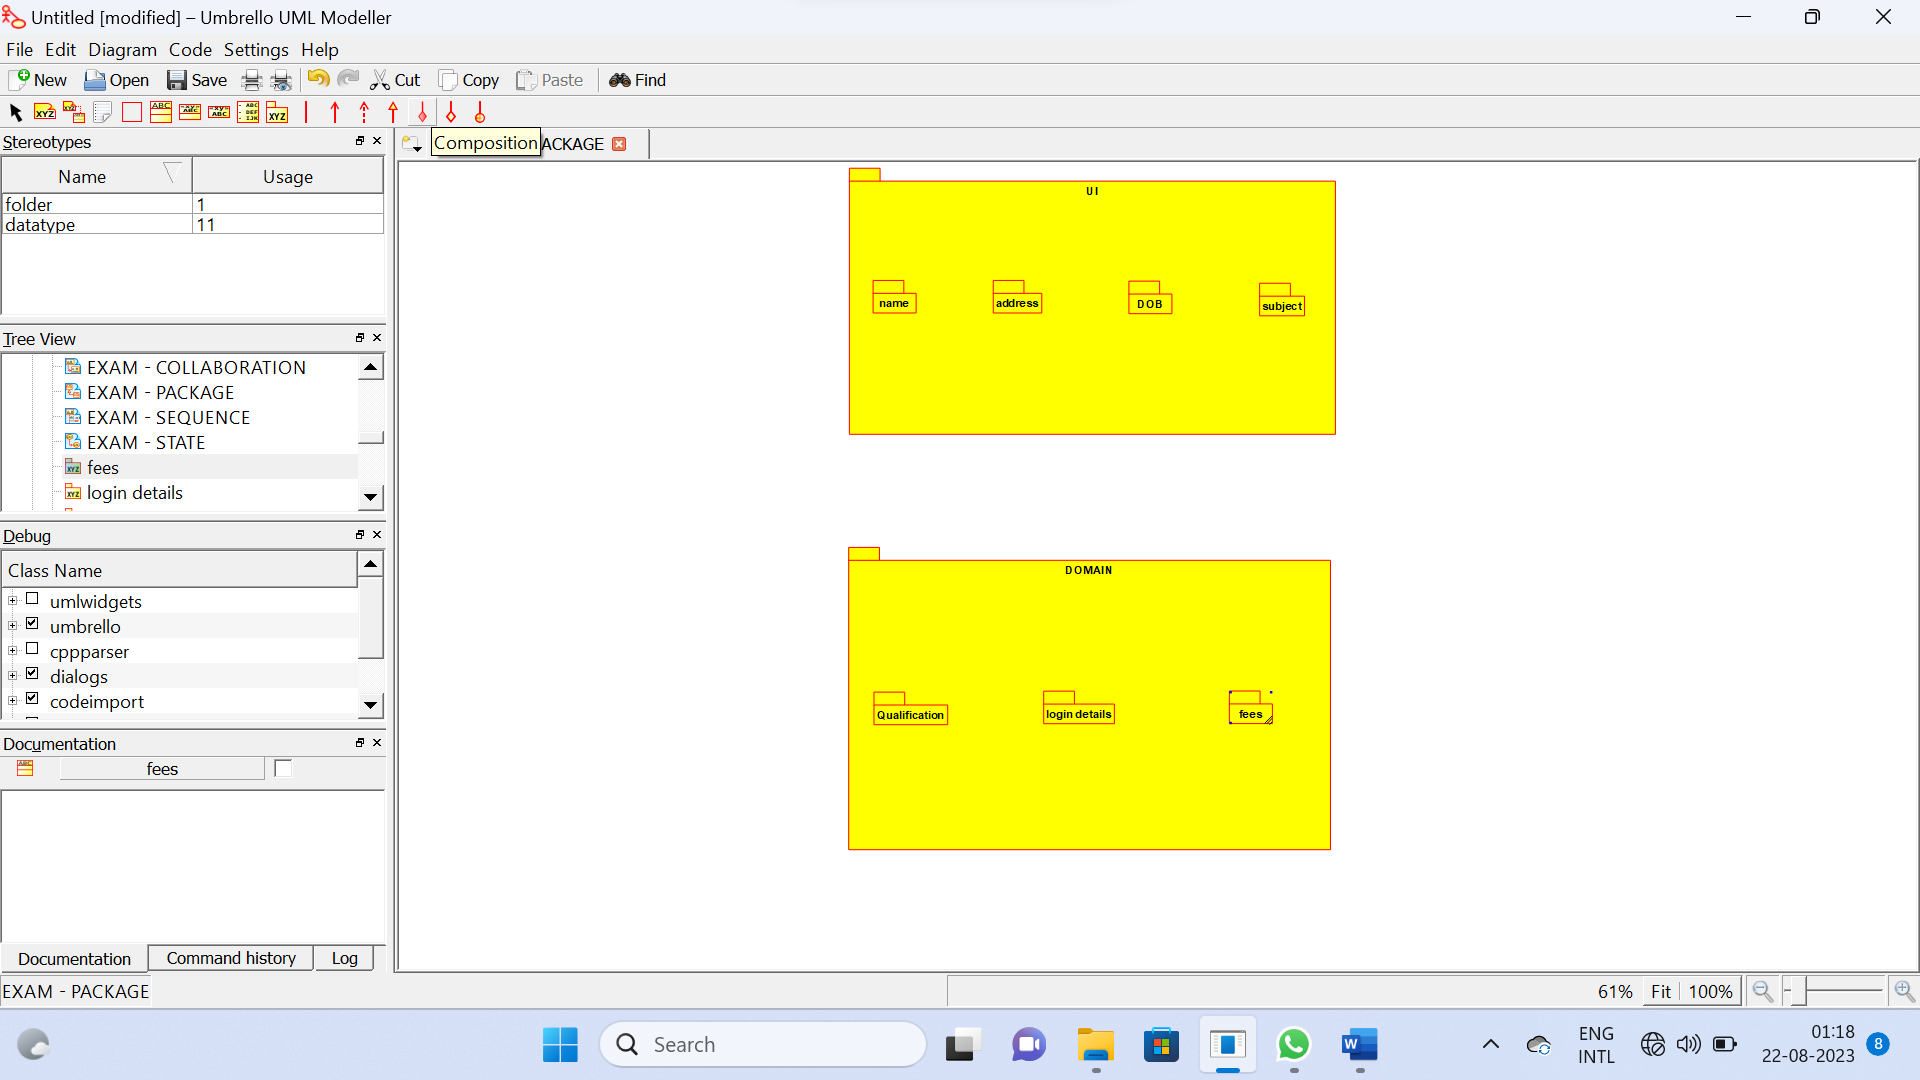 Untitled [modified] – Umbrello UML Modeller
File Edit Diagram Code Settings Help
New Open Save Cut Copy Paste Find
Stereotypes
Composition ACKAGE
Name Usage
folder 1
datatype 11
Tree View
EXAM - COLLABORATION
EXAM - PACKAGE
EXAM - SEQUENCE
EXAM - STATE
fees
login details
Debug
Class Name
umlwidgets
umbrello
cppparser
dialogs
codeimport
Documentation
fees
Documentation Command history Log
UI
name address DOB subject
DOMAIN
Qualification login details fees
EXAM - PACKAGE 61% Fit 100%
Search
ENG
INTL
01:18
22-08-2023
8